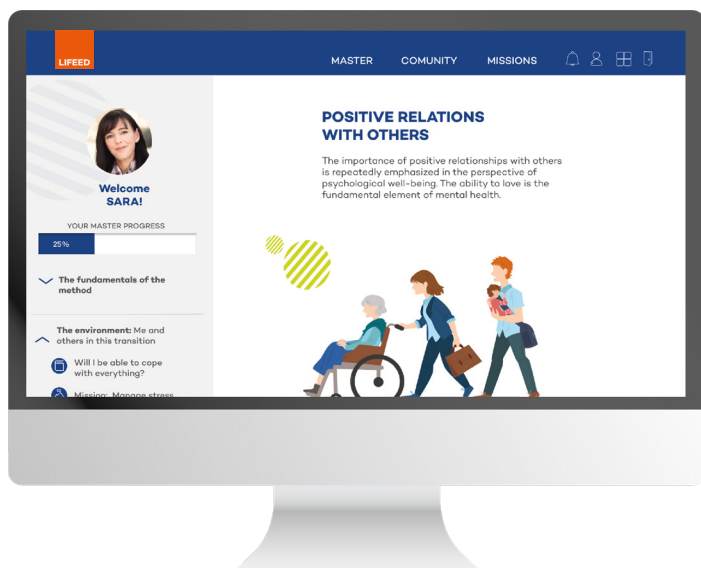 LIFEED
MASTER COMUNITY MISSIONS
Welcome
SARA!
YOUR MASTER PROGRESS
25%
The fundamentals of the
method
The environment: Me and
others in this transition
Will I be able to cope
with everything?
Mission: Manage stress
POSITIVE RELATIONS
WITH OTHERS
The importance of positive relationships with others
is repeatedly emphasized in the perspective of
psychological well-being. The ability to love is the
fundamental element of mental health.